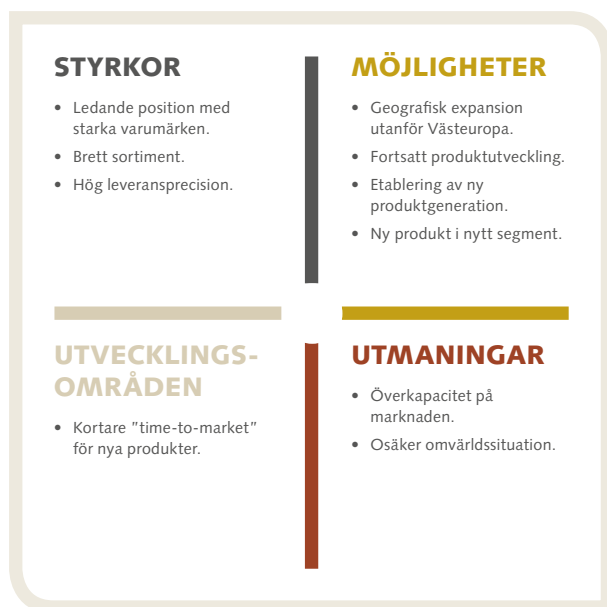 STYRKOR
• Ledande position med
starka varumärken.
• Brett sortiment.
• Hög leveransprecision.
MÖJLIGHETER
• Geografisk expansion
utanför Västeuropa.
• Fortsatt produktutveckling.
• Etablering av ny
produktgeneration.
• Ny produkt i nytt segment.
UTVECKLINGS-
OMRÅDEN
• Kortare ”time-to-market”
för nya produkter.
UTMANINGAR
• Överkapacitet på
marknaden.
• Osäker omvärldssituation.